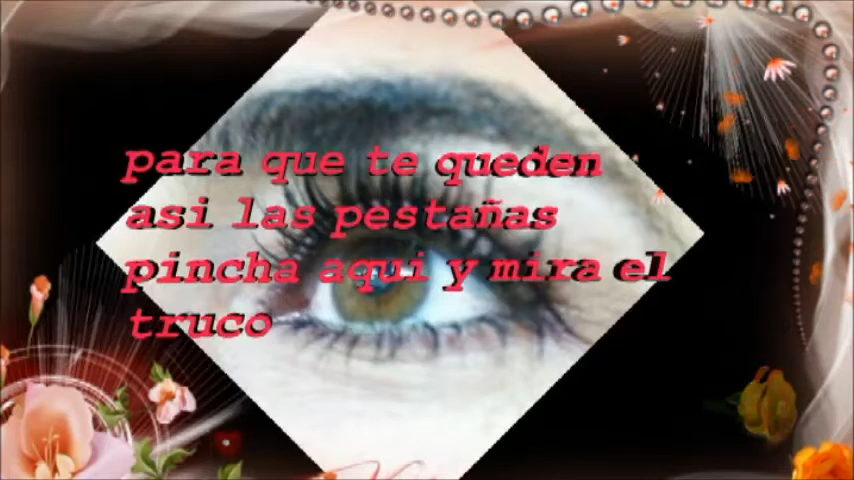 para que te queden
asi las pestañas
pincha aqui y mira el
truco